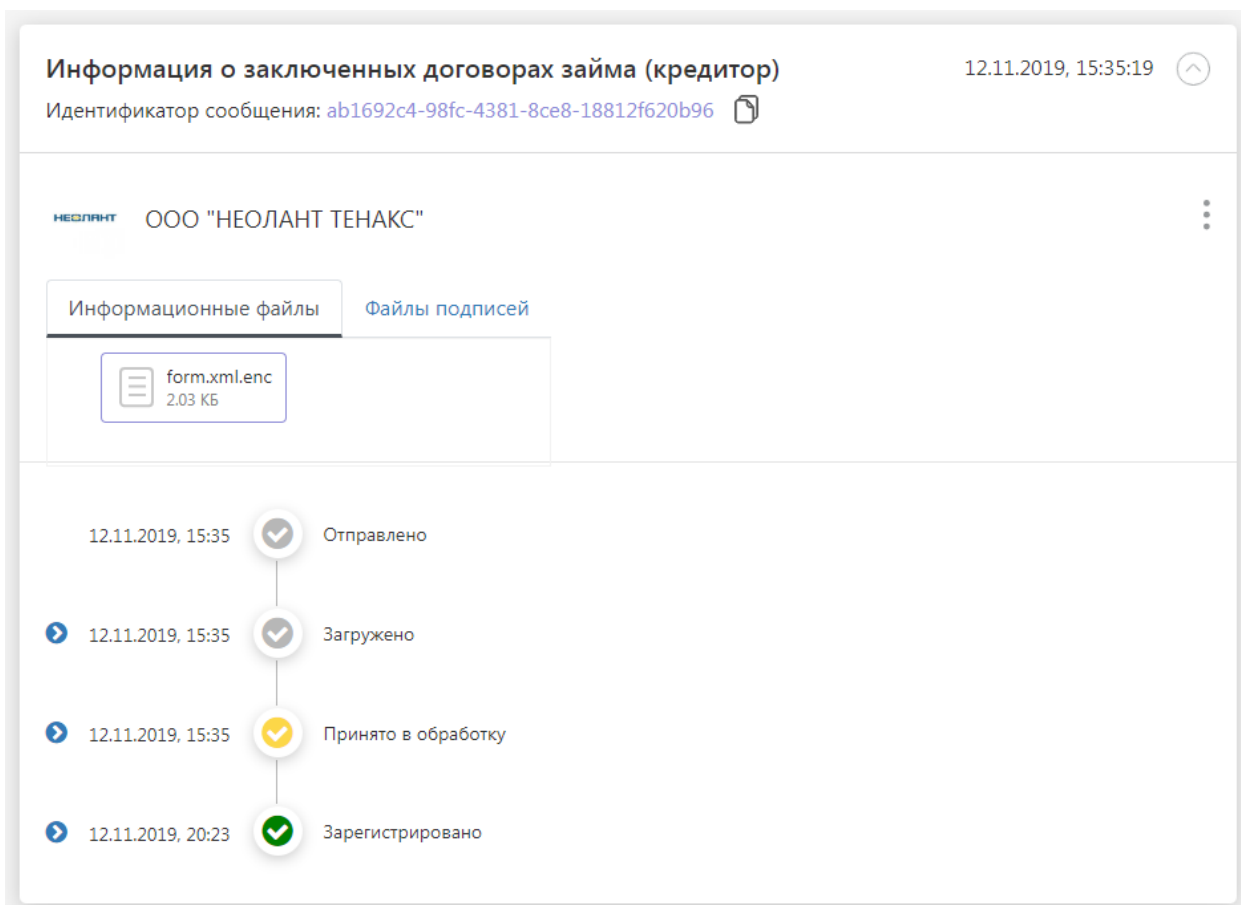 Информация о заключенных договорах займа (кредитор)
12.11.2019, 15:35:19
Идентификатор сообщения: ab1692c4-98fc-4381-8ce8-18812f620b96
НЕОЛАНТ
ООО "НЕОЛАНТ ТЕНАКС"
Информационные файлы
Файлы подписей
form.xml.enc
2.03 КБ
12.11.2019, 15:35 Отправлено
12.11.2019, 15:35 Загружено
12.11.2019, 15:35 Принято в обработку
12.11.2019, 20:23 Зарегистрировано